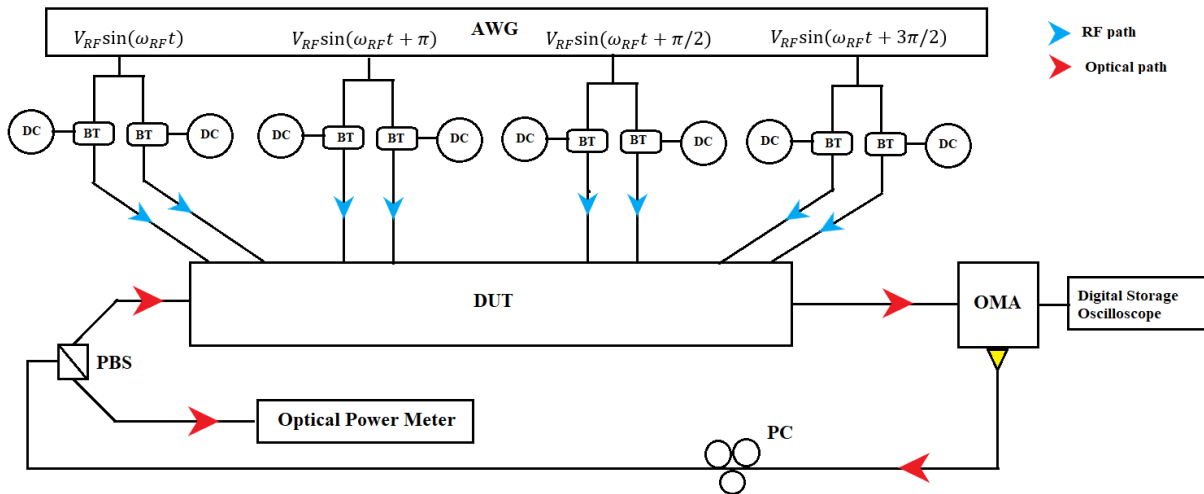 AWG
V_RF sin(ω_RF t)
V_RF sin(ω_RF t + π)
V_RF sin(ω_RF t + π/2)
V_RF sin(ω_RF t + 3π/2)
RF path
Optical path
DC
BT
BT
DC
DC
BT
BT
DC
DC
BT
BT
DC
DC
BT
BT
DC
DUT
OMA
Digital Storage
Oscilloscope
PBS
Optical Power Meter
PC